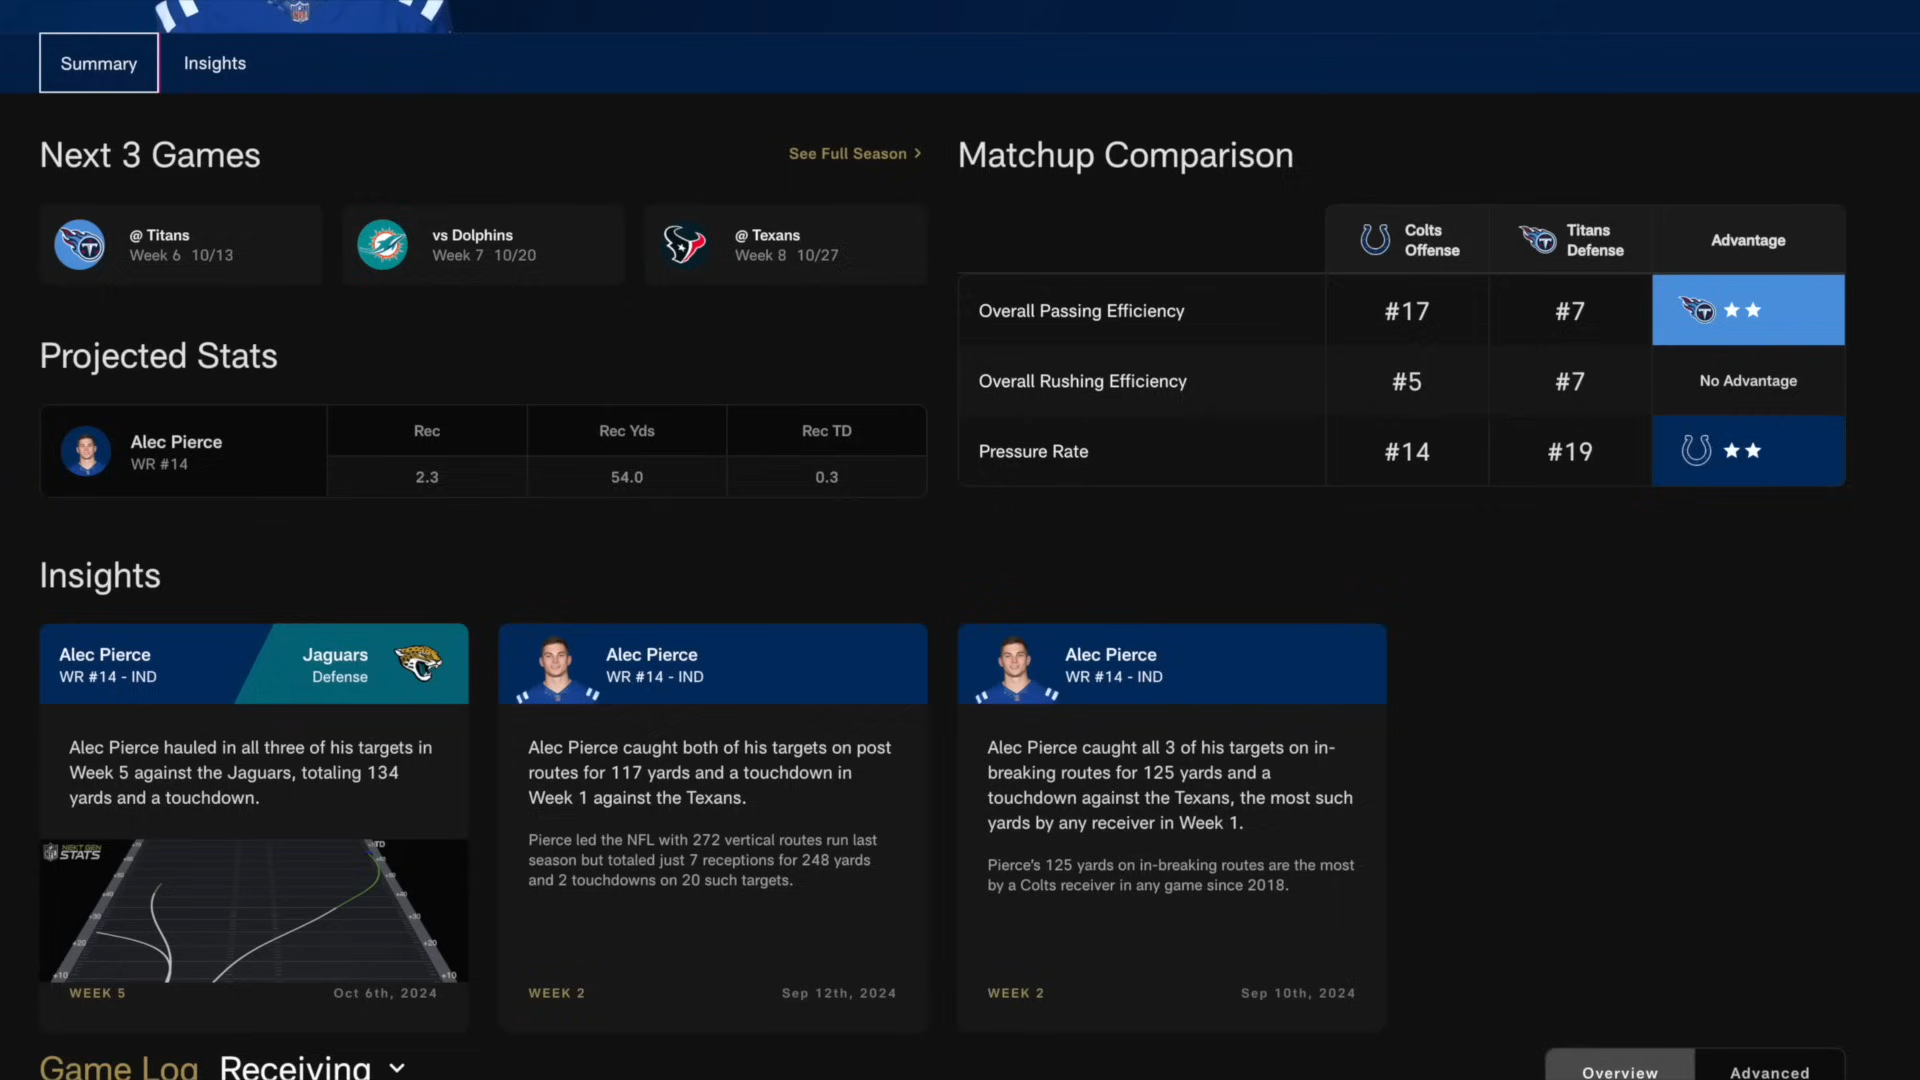 Summary
Insights
Next 3 Games
See Full Season >
@ Titans
Week 6 10/13
vs Dolphins
Week 7 10/20
@ Texans
Week 8 10/27
Projected Stats
Alec Pierce
WR #14
Rec
Rec Yds
Rec TD
2.3
54.0
0.3
Matchup Comparison
Colts
Offense
Titans
Defense
Advantage
Overall Passing Efficiency
#17
#7
Overall Rushing Efficiency
#5
#7
No Advantage
Pressure Rate
#14
#19
Insights
Alec Pierce
WR #14 - IND
Jaguars
Defense
Alec Pierce hauled in all three of his targets in
Week 5 against the Jaguars, totaling 134
yards and a touchdown.
NEXT GEN
STATS
TD
+20
+20
+10
+10
WEEK 5
Oct 6th, 2024
Alec Pierce
WR #14 - IND
Alec Pierce caught both of his targets on post
routes for 117 yards and a touchdown in
Week 1 against the Texans.
Pierce led the NFL with 272 vertical routes run last
season but totaled just 7 receptions for 248 yards
and 2 touchdowns on 20 such targets.
WEEK 2
Sep 12th, 2024
Alec Pierce
WR #14 - IND
Alec Pierce caught all 3 of his targets on in-
breaking routes for 125 yards and a
touchdown against the Texans, the most such
yards by any receiver in Week 1.
Pierce's 125 yards on in-breaking routes are the most
by a Colts receiver in any game since 2018.
WEEK 2
Sep 10th, 2024
Game Log Receiving
Overview
Advanced